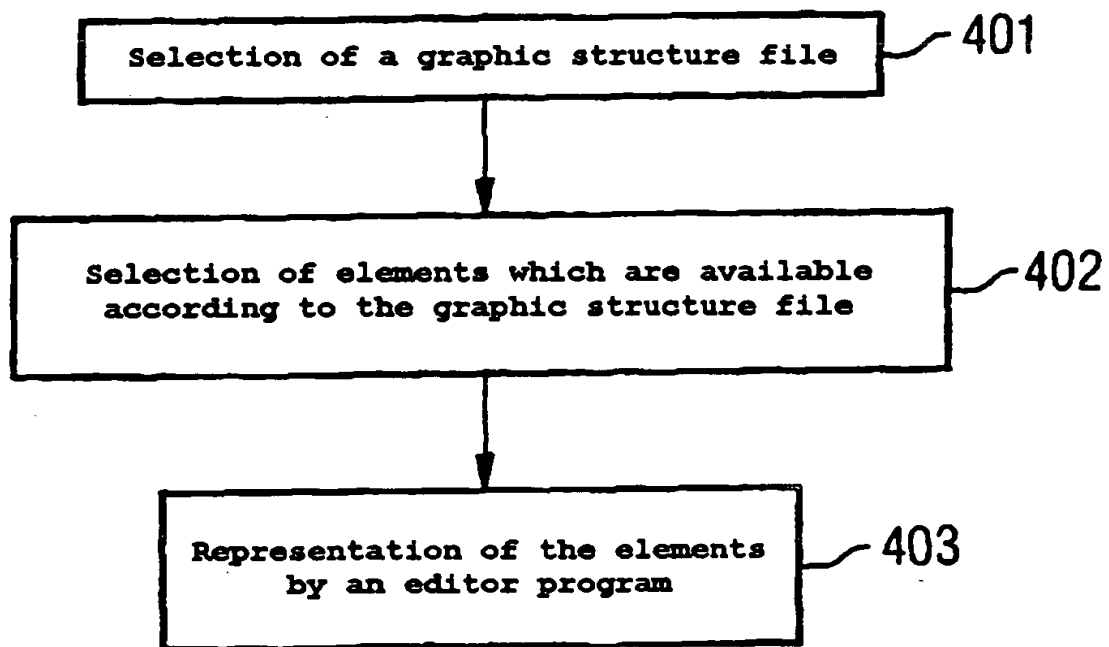 Selection of a graphic structure file
401
Selection of elements which are available
according to the graphic structure file
402
Representation of the elements
by an editor program
403